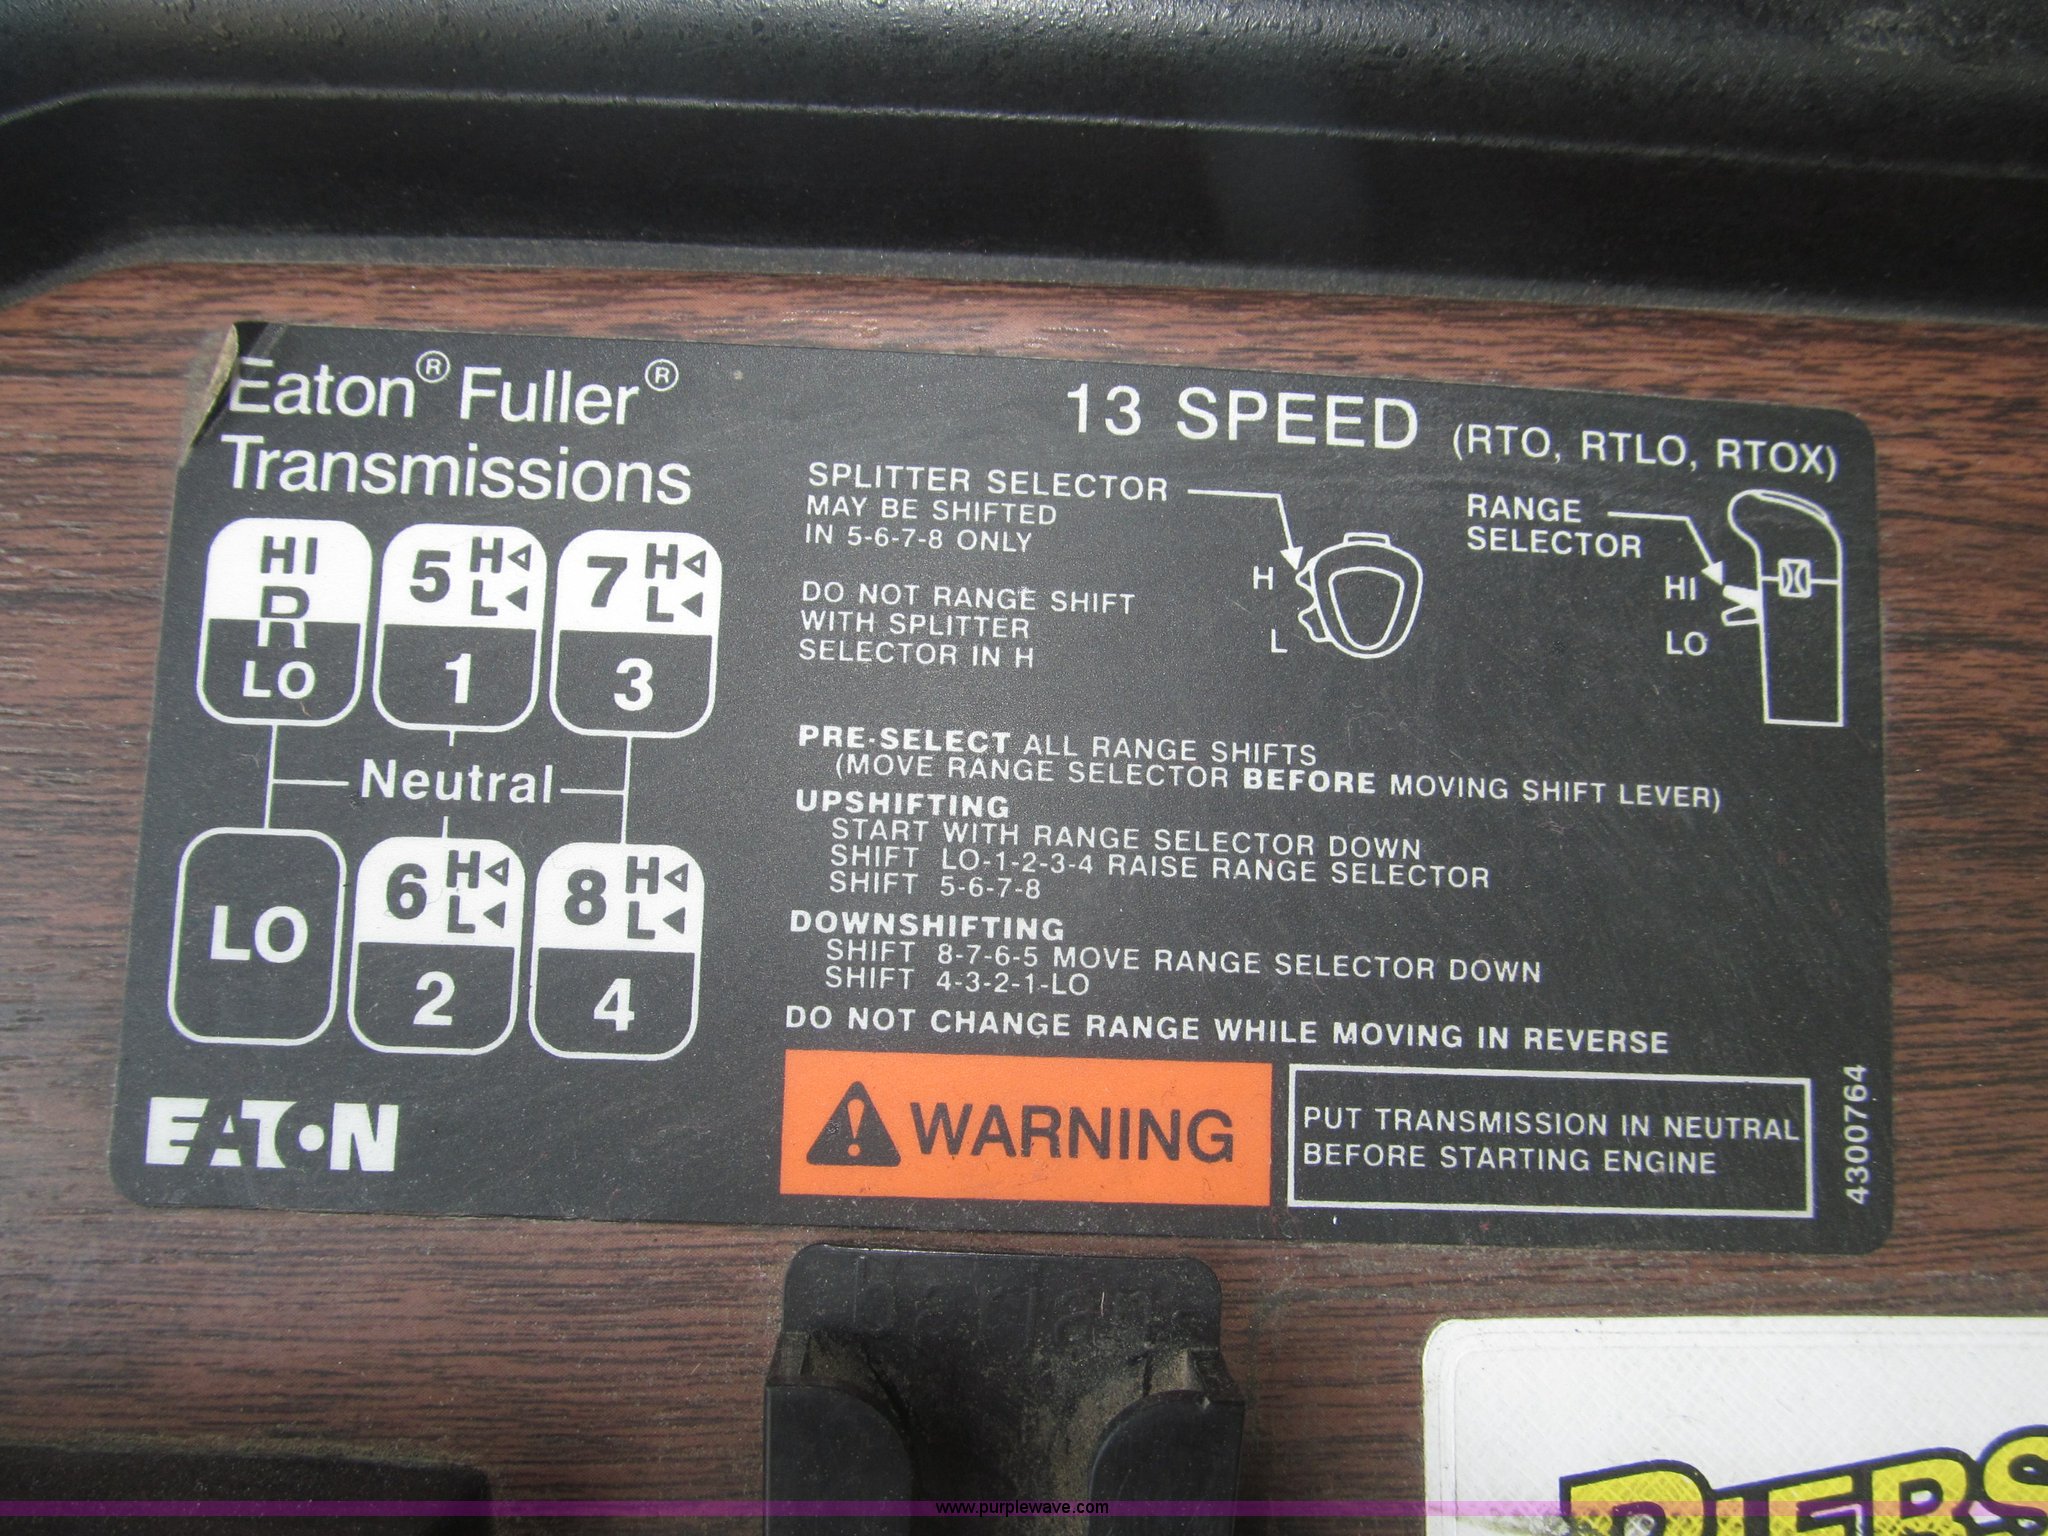 Eaton® Fuller®
Transmissions
13 SPEED (RTO, RTLO, RTOX)
HI
R
LO
5 H
L
1
7 H
L
3
Neutral
LO
6 H
L
2
8 H
L
4
SPLITTER SELECTOR
MAY BE SHIFTED
IN 5-6-7-8 ONLY
DO NOT RANGE SHIFT
WITH SPLITTER
SELECTOR IN H
H
L
RANGE
SELECTOR
HI
LO
PRE-SELECT ALL RANGE SHIFTS
(MOVE RANGE SELECTOR BEFORE MOVING SHIFT LEVER)
UPSHIFTING
START WITH RANGE SELECTOR DOWN
SHIFT LO-1-2-3-4 RAISE RANGE SELECTOR
SHIFT 5-6-7-8
DOWNSHIFTING
SHIFT 8-7-6-5 MOVE RANGE SELECTOR DOWN
SHIFT 4-3-2-1-LO
DO NOT CHANGE RANGE WHILE MOVING IN REVERSE
EATON
WARNING
PUT TRANSMISSION IN NEUTRAL
BEFORE STARTING ENGINE
4300764
www.purplewave.com